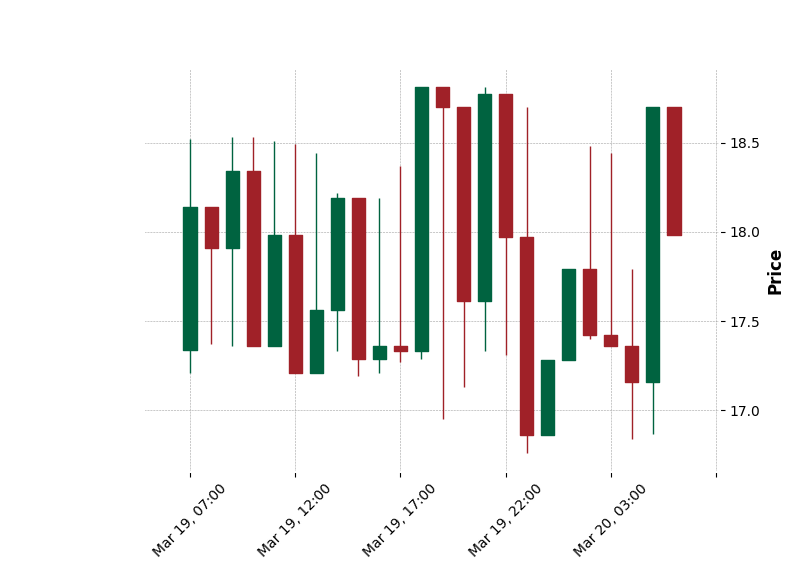 18.5
18.0
17.5
17.0
Price
Mar 19, 07:00
Mar 19, 12:00
Mar 19, 17:00
Mar 19, 22:00
Mar 20, 03:00